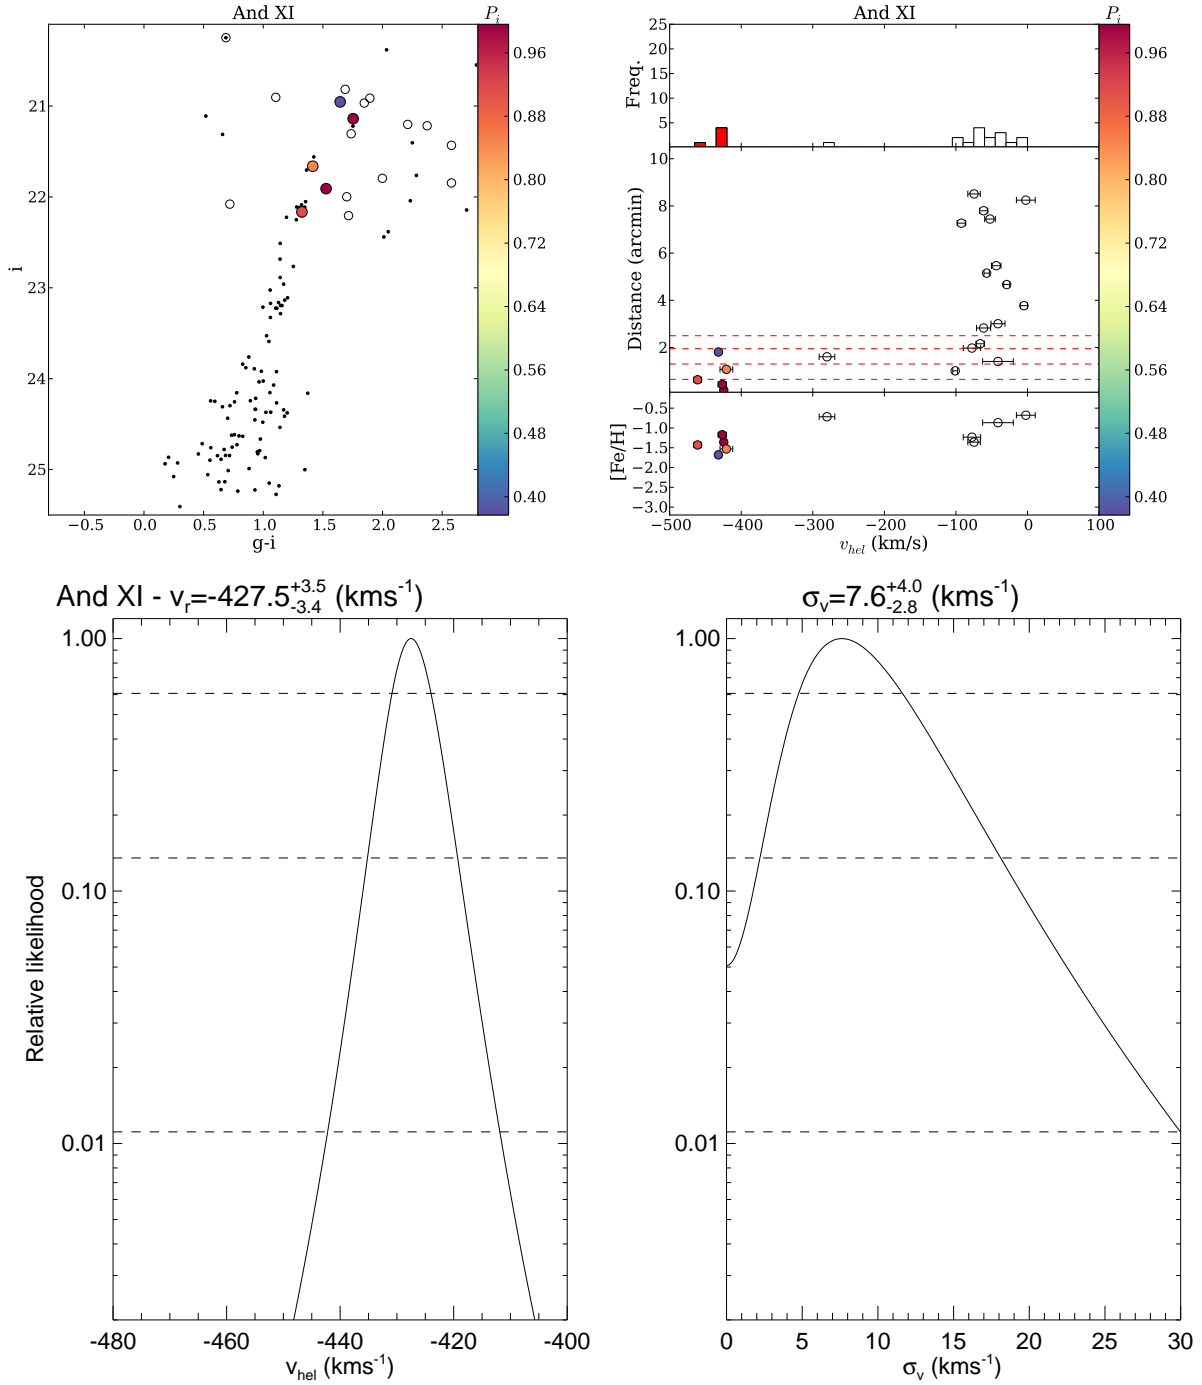 And XI
P_i
21
22
23
24
25
i
−0.5 0.0 0.5 1.0 1.5 2.0 2.5
g-i
0.96
0.88
0.80
0.72
0.64
0.56
0.48
0.40
And XI
P_i
25
20
15
10
5
Freq.
10
8
6
4
2
Distance (arcmin)
−0.5
−1.0
−1.5
−2.0
−2.5
−3.0
[Fe/H]
−500 −400 −300 −200 −100 0 100
v_hel (km/s)
0.96
0.88
0.80
0.72
0.64
0.56
0.48
0.40
And XI - v_r=-427.5^{+3.5}_{-3.4} (kms^{-1})
1.00
0.10
0.01
Relative likelihood
-480 -460 -440 -420 -400
v_hel (kms^{-1})
σ_v=7.6^{+4.0}_{-2.8} (kms^{-1})
1.00
0.10
0.01
0 5 10 15 20 25 30
σ_v (kms^{-1})